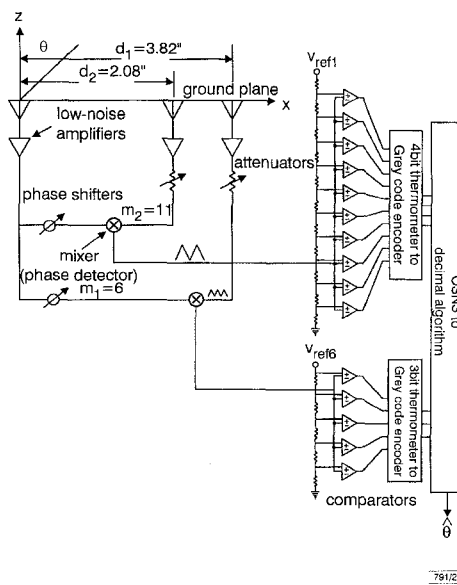 z
θ
d₁=3.82"
d₂=2.08"
ground plane
x
low-noise
amplifiers
attenuators
phase shifters
m₂=11
mixer
(phase detector)
m₁=6
Vref1
4bit thermometer to
Grey code encoder
decimal algorithm
Vref6
3bit thermometer to
Grey code encoder
comparators
θ̂
791/2